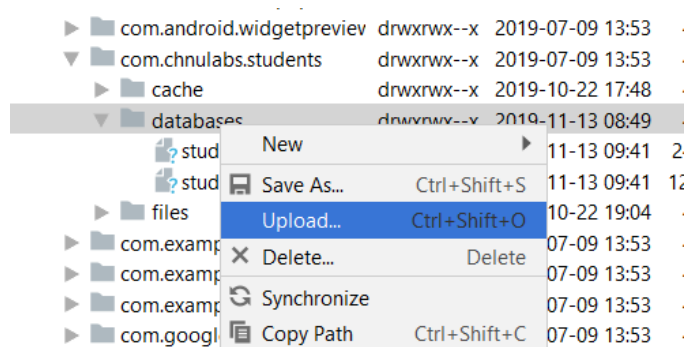 com.android.widgetpreview drwxrwx--x 2019-07-09 13:53
com.chnulabs.students drwxrwx--x 2019-07-09 13:53
cache drwxrwx--x 2019-10-22 17:48
databases drwxrwx--x 2019-11-13 08:49
stud New 11-13 09:41
stud Save As... Ctrl+Shift+S 11-13 09:41
files Upload... Ctrl+Shift+O 10-22 19:04
com.examp Delete... Delete 07-09 13:53
com.examp 07-09 13:53
com.examp Synchronize 07-09 13:53
com.googl Copy Path Ctrl+Shift+C 07-09 13:53